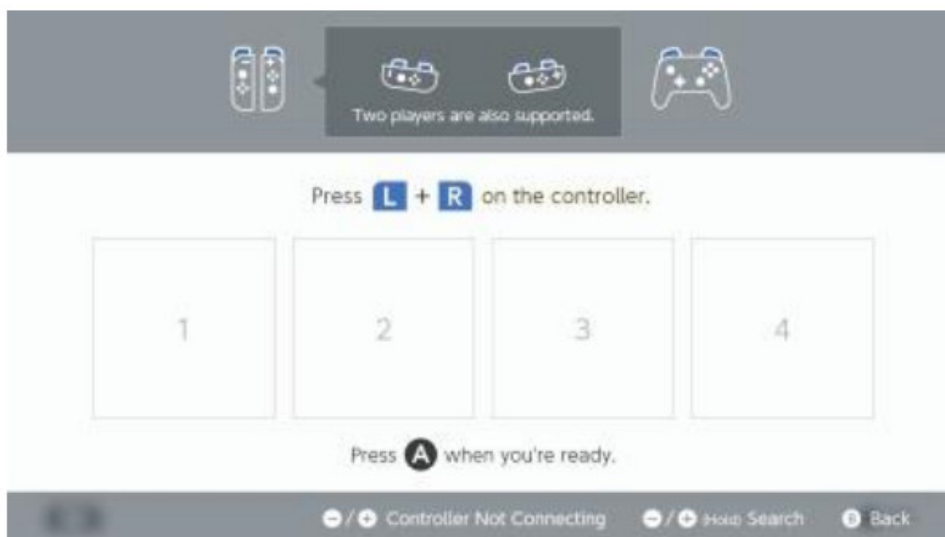 Two players are also supported.
Press L + R on the controller.
1 2 3 4
Press A when you're ready.
-/+ Controller Not Connecting -/+ (Hold) Search B Back